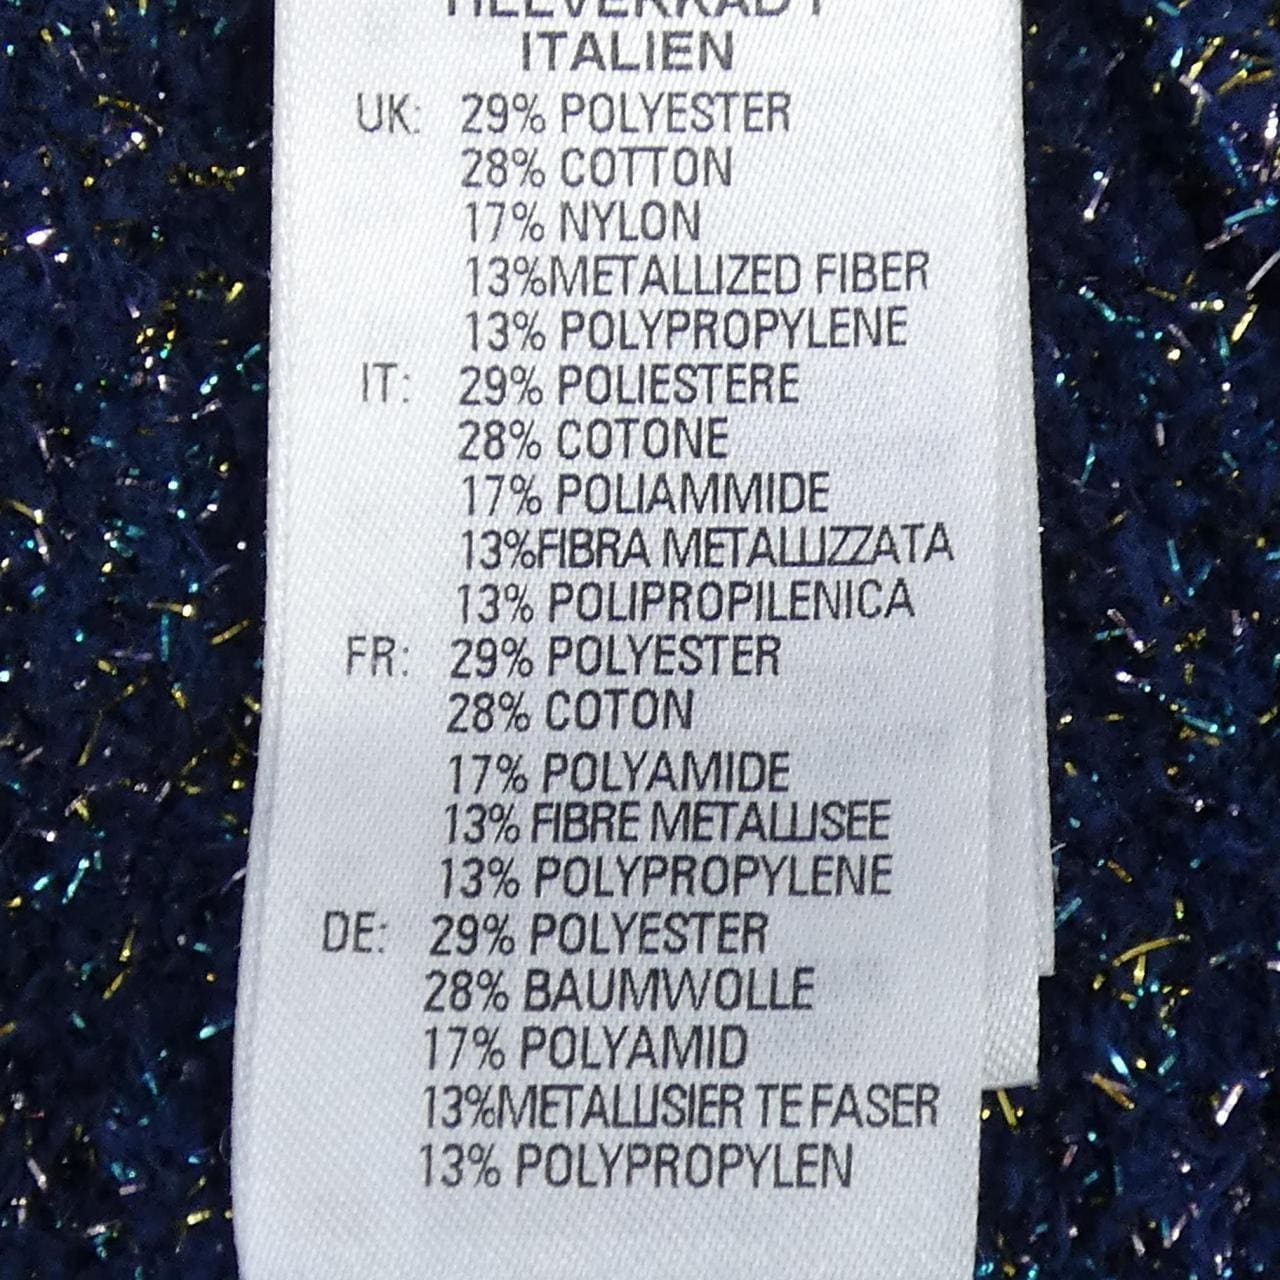 TILLVERKAD I
ITALIEN
UK: 29% POLYESTER
28% COTTON
17% NYLON
13%METALLIZED FIBER
13% POLYPROPYLENE
IT: 29% POLIESTERE
28% COTONE
17% POLIAMMIDE
13%FIBRA METALLIZZATA
13% POLIPROPILENICA
FR: 29% POLYESTER
28% COTON
17% POLYAMIDE
13% FIBRE METALLISEE
13% POLYPROPYLENE
DE: 29% POLYESTER
28% BAUMWOLLE
17% POLYAMID
13%METALLISIER TE FASER
13% POLYPROPYLEN